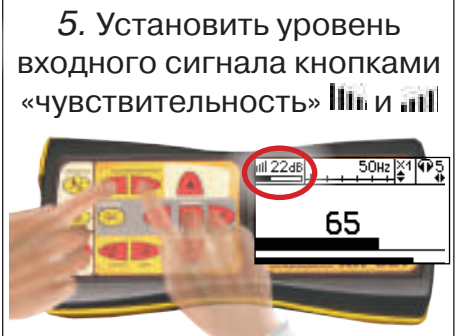 5. Установить уровень
входного сигнала кнопками
«чувствительность» и
22dB 50Hz x1 5
65